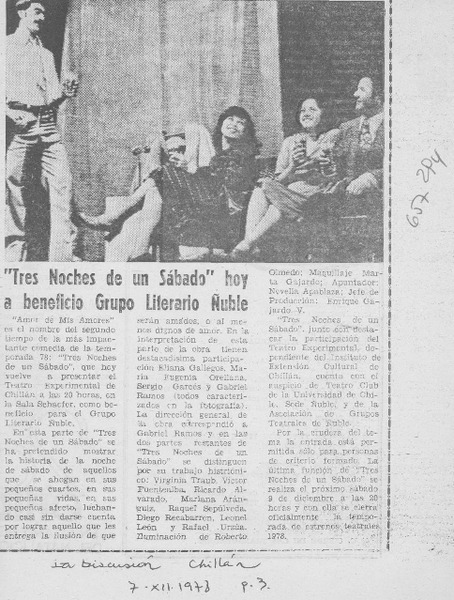 "Tres Noches de un Sábado" hoy
a beneficio Grupo Literario Ñuble
"Amor de Mis Amores"
es el nombre del segundo
tiempo de la más impac-
tante comedia de la tem-
porada 78: "Tres Noches
de un Sábado", que hoy
vuelve a presentar el
Teatro Experimental de
Chillán a las 20 horas, en
la Sala Schaefer, como be-
neficio para el Grupo
Literario Ñuble.
En esta parte de "Tres
Noches de un Sábado" se
ha pretendido mostrar
la historia de la noche
de sábado de aquellos
que se ahogan en sus
pequeños cuartos, en sus
pequeñas vidas, en sus
pequeños afecto, luchan-
do casi sin darse cuenta
por lograr aquello que les
entrega la ilusión de que
serán amados, o al me-
nos dignos de amor. En la
interpretación de esta
parte de la obra tienen
destacadísima participa-
ción: Eliana Gallegos, Ma-
ría Eugenia Orellana,
Sergio Garcés y Gabriel
Ramos (todos caracteri-
zados en la fotografía).
La dirección general, de
la obra correspondió a
Gabriel Ramos y en las
dos partes restantes de
"Tres Noches de un
Sábado" se distinguen
por su trabajo histrióni-
co: Virginia Traub, Víctor
Fuentealba, Ricardo Al-
varado, Mariana Arán-
guiz, Raquel Sepúlveda,
Diego Recabarren, Leonel
León y Rafael Urzúa.
Iluminación de Roberto
Olmedo; Maquillaje Mar-
ta Gajardo; Apuntador:
Novella Apablaza; Jefe de
Producción: Enrique Ga-
jardo V.
"Tres Noches de un
Sábado", junto con desta-
car la participación del
Teatro Experimental, de-
pendiente del Instituto de
Extensión Cultural de
Chillán, cuenta con el
auspicio de Teatro Club
de la Universidad de Chi-
le, Sede Ñuble; y de la
Asociación de Grupos
Teatrales de Ñuble.
Por la crudeza del te-
ma la entrada está per-
mitida sólo para personas
de criterio formado. La
última función de "Tres
Noches de un Sábado" se
realiza el próximo sábado
9 de diciembre a las 20
horas y con ella se cierra
oficialmente la tempo-
rada de estrenos teatrales
1978.
La Discusión Chillán
7-XII-1978 p. 3.